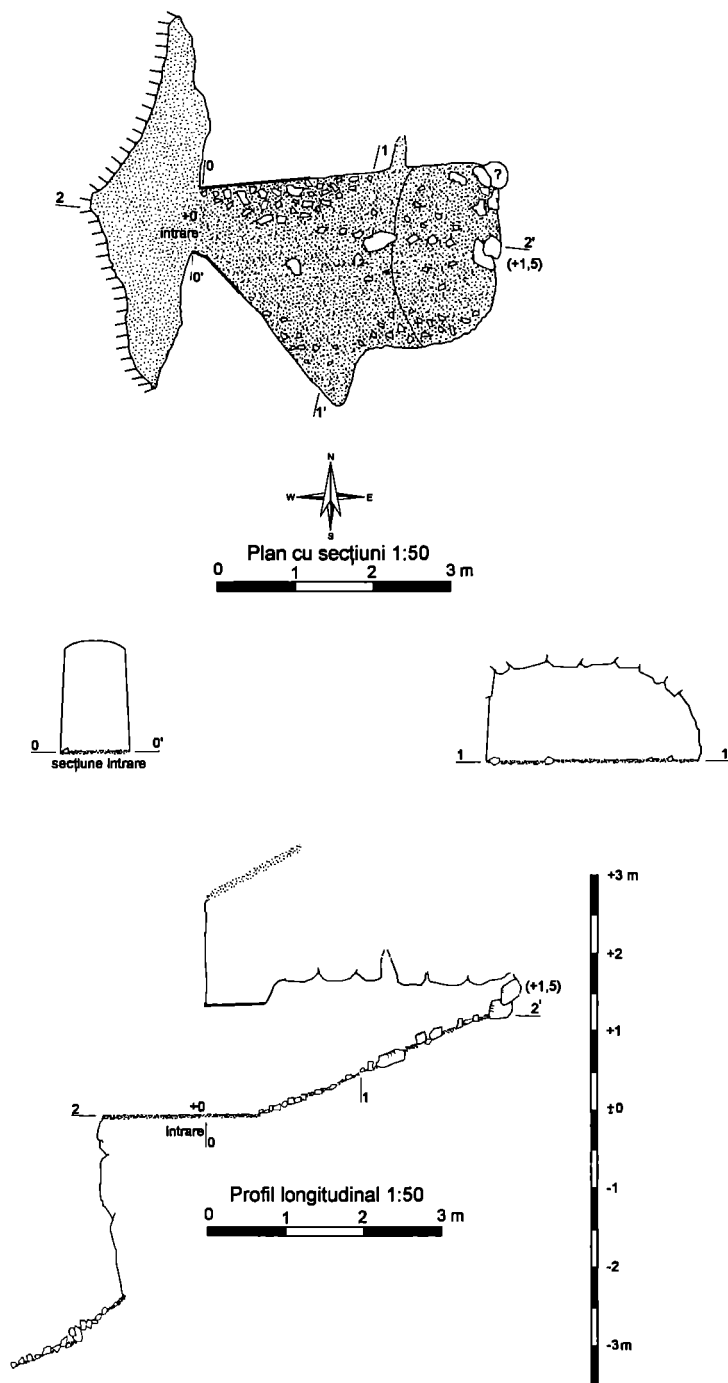 1
?
0
2
+0
intrare
2'
(+1,5)
0'
1'
N
W E
S
Plan cu secțiuni 1:50
0 1 2 3 m
0 0'
secțiune intrare
1 1
+3 m
+2
(+1,5)
2'
+1
2 +0 ±0
intrare 0 1
-1
Profil longitudinal 1:50
0 1 2 3 m
-2
-3m